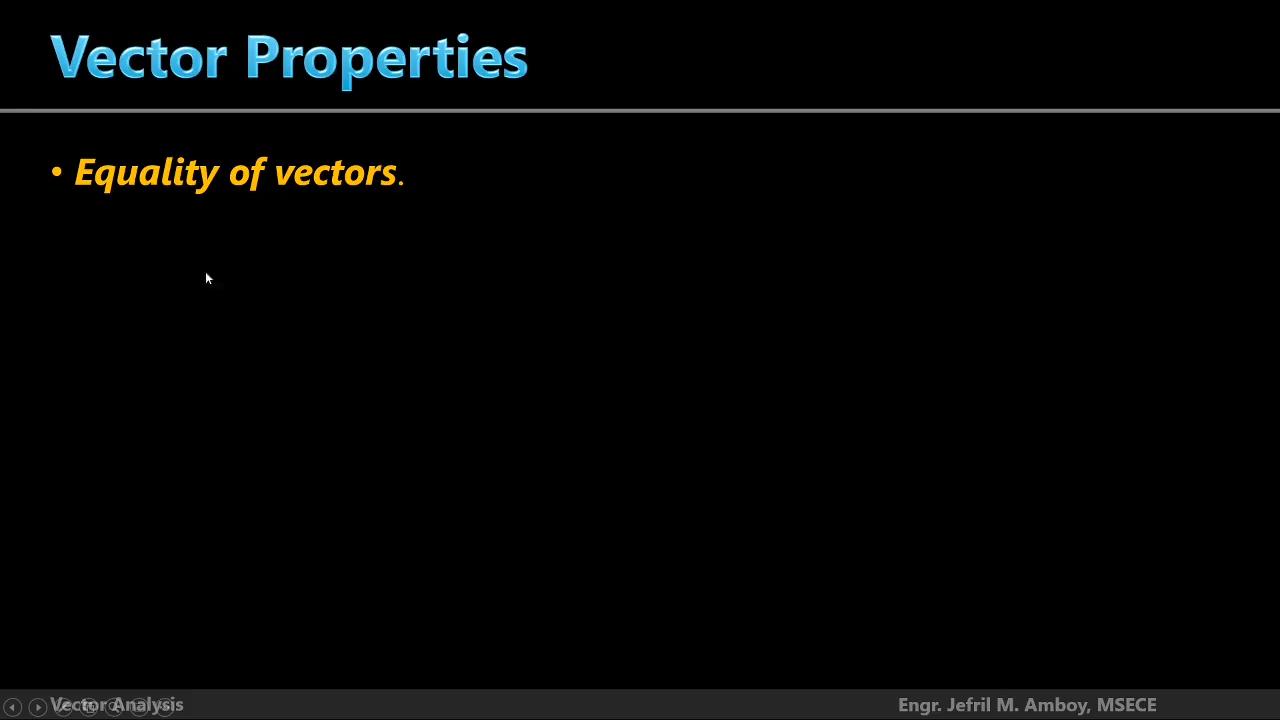 Vector Properties
• Equality of vectors.
Vector Analysis
Engr. Jefril M. Amboy, MSECE